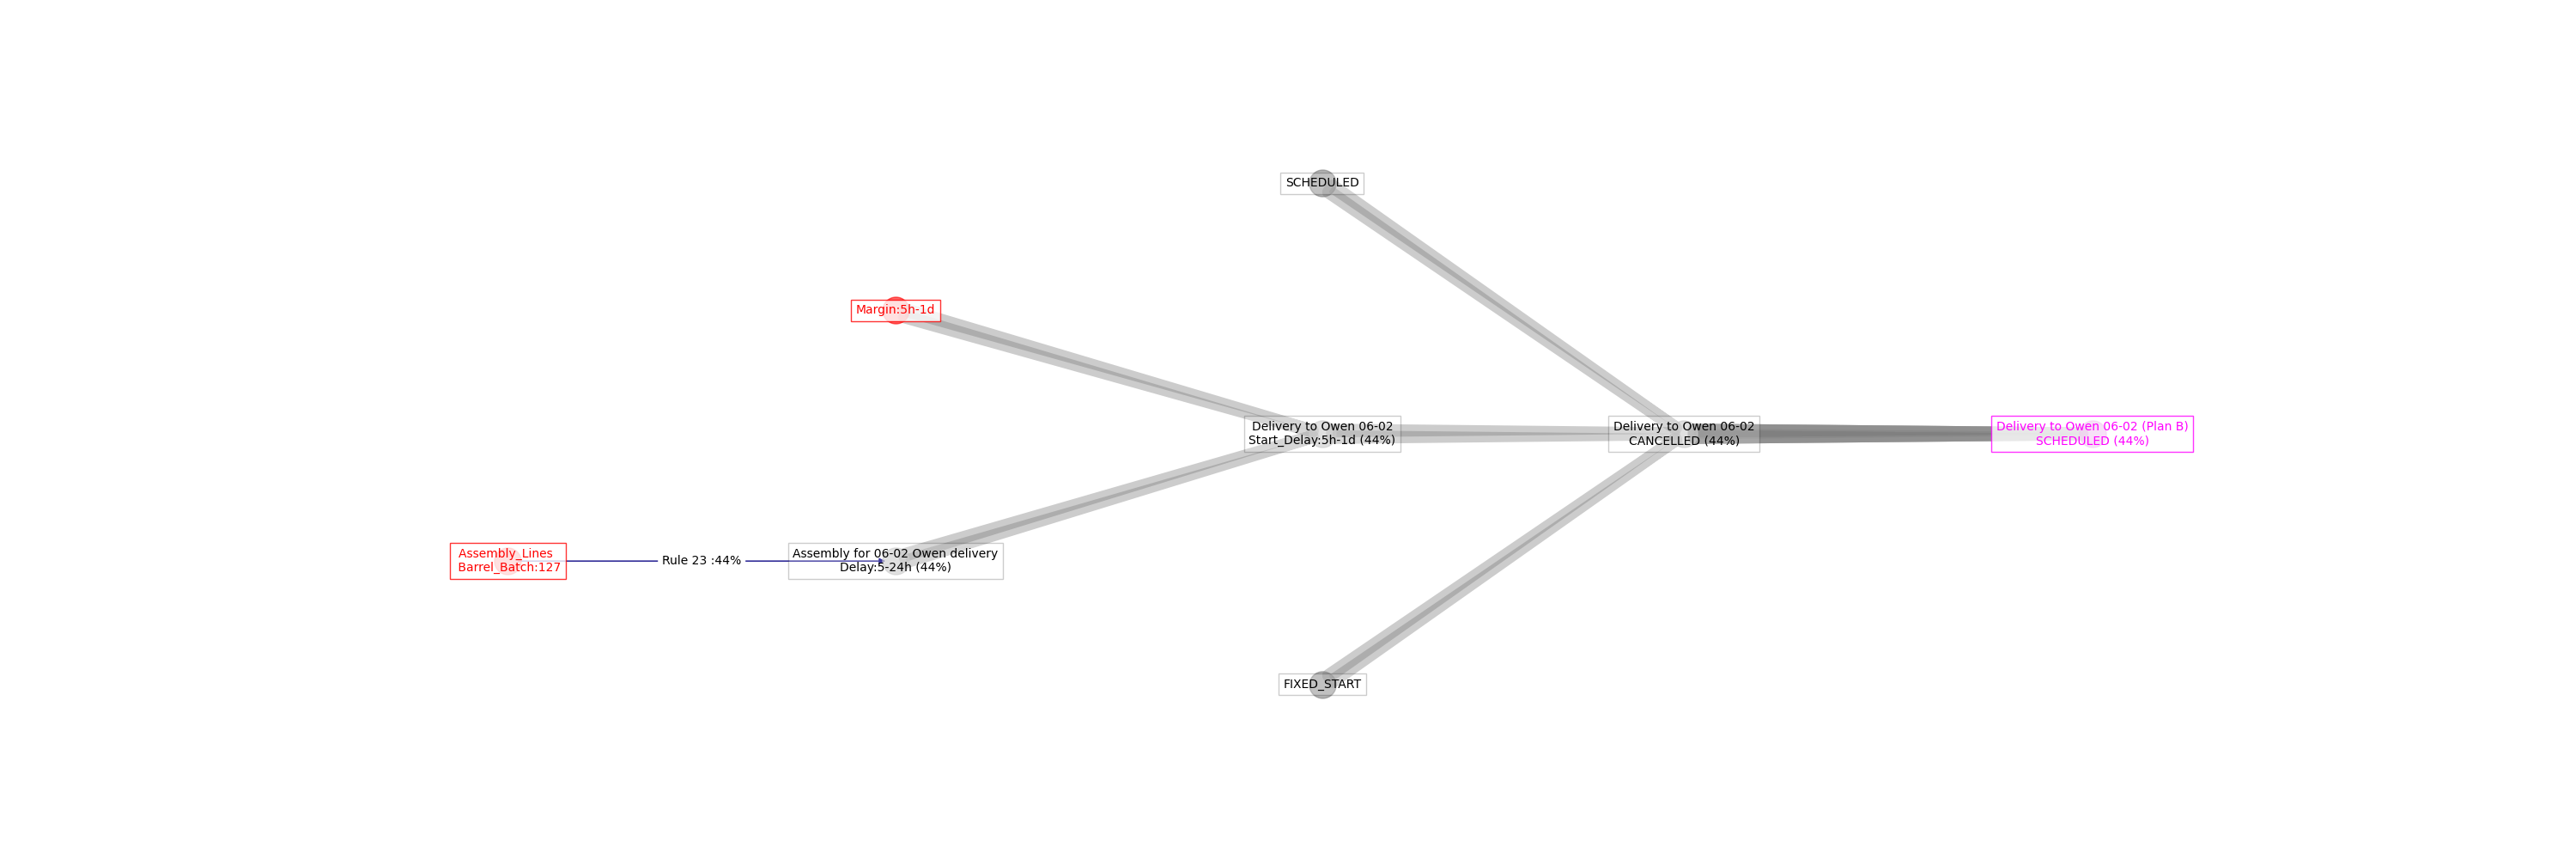 SCHEDULED
Margin:5h-1d
Delivery to Owen 06-02
Start_Delay:5h-1d (44%)
Delivery to Owen 06-02
CANCELLED (44%)
Delivery to Owen 06-02 (Plan B)
SCHEDULED (44%)
Assembly_Lines
Barrel_Batch:127
Rule 23 :44%
Assembly for 06-02 Owen delivery
Delay:5-24h (44%)
FIXED_START